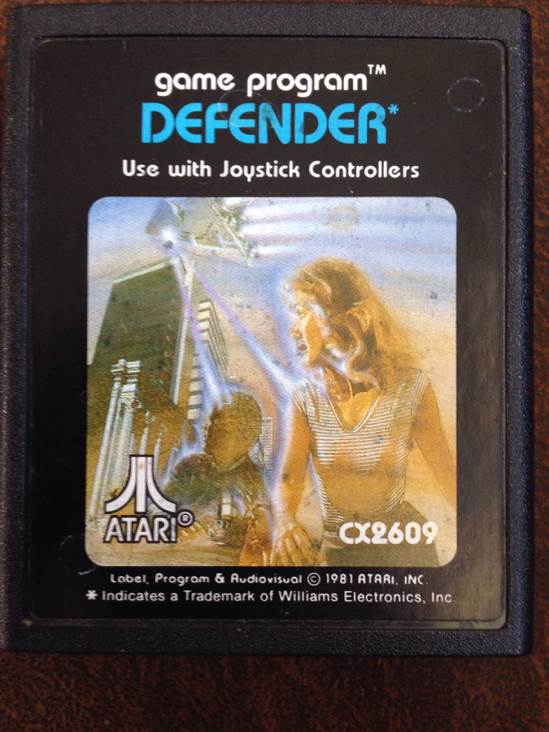 game program™
DEFENDER*
Use with Joystick Controllers
ATARI®
CX2609
Label, Program & Audiovisual © 1981 ATARI, INC.
* Indicates a Trademark of Williams Electronics, Inc.